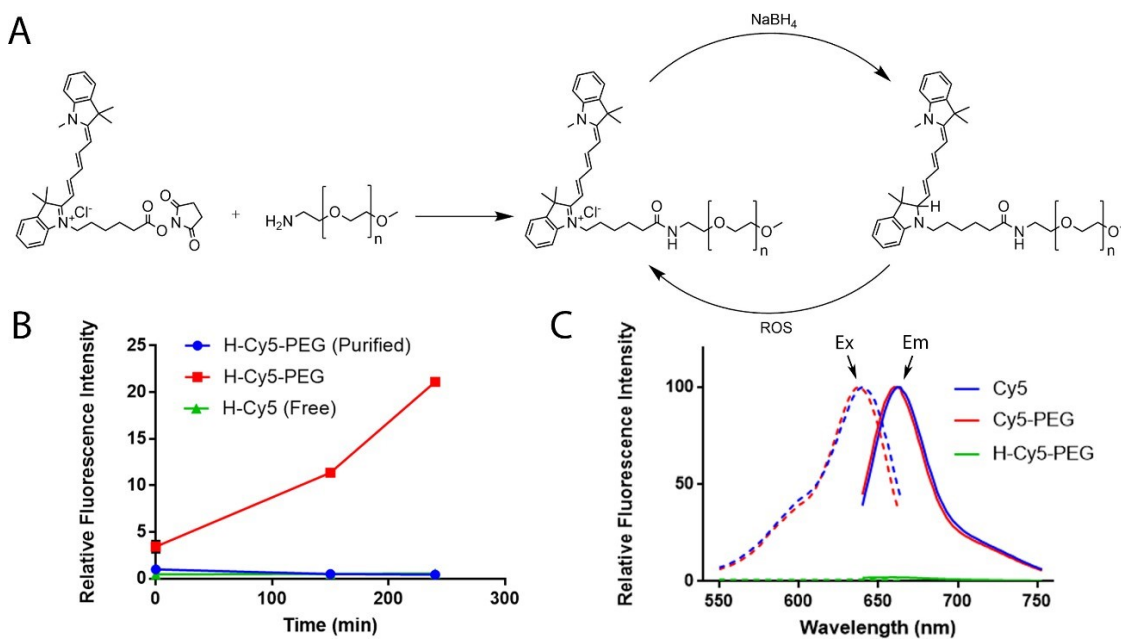 A
NaBH4
N
N
N
N+ Cl-
O
O
O
N
O
+
H2N
O
O
n
N+ Cl-
O
N
H
O
O
n
H
N
O
N
H
O
O
n
ROS
B
C
Relative Fluorescence Intensity
25
20
15
10
5
0
H-Cy5-PEG (Purified)
H-Cy5-PEG
H-Cy5 (Free)
0
100
200
300
Time (min)
Relative Fluorescence Intensity
100
50
0
Ex
Em
Cy5
Cy5-PEG
H-Cy5-PEG
550
600
650
700
750
Wavelength (nm)